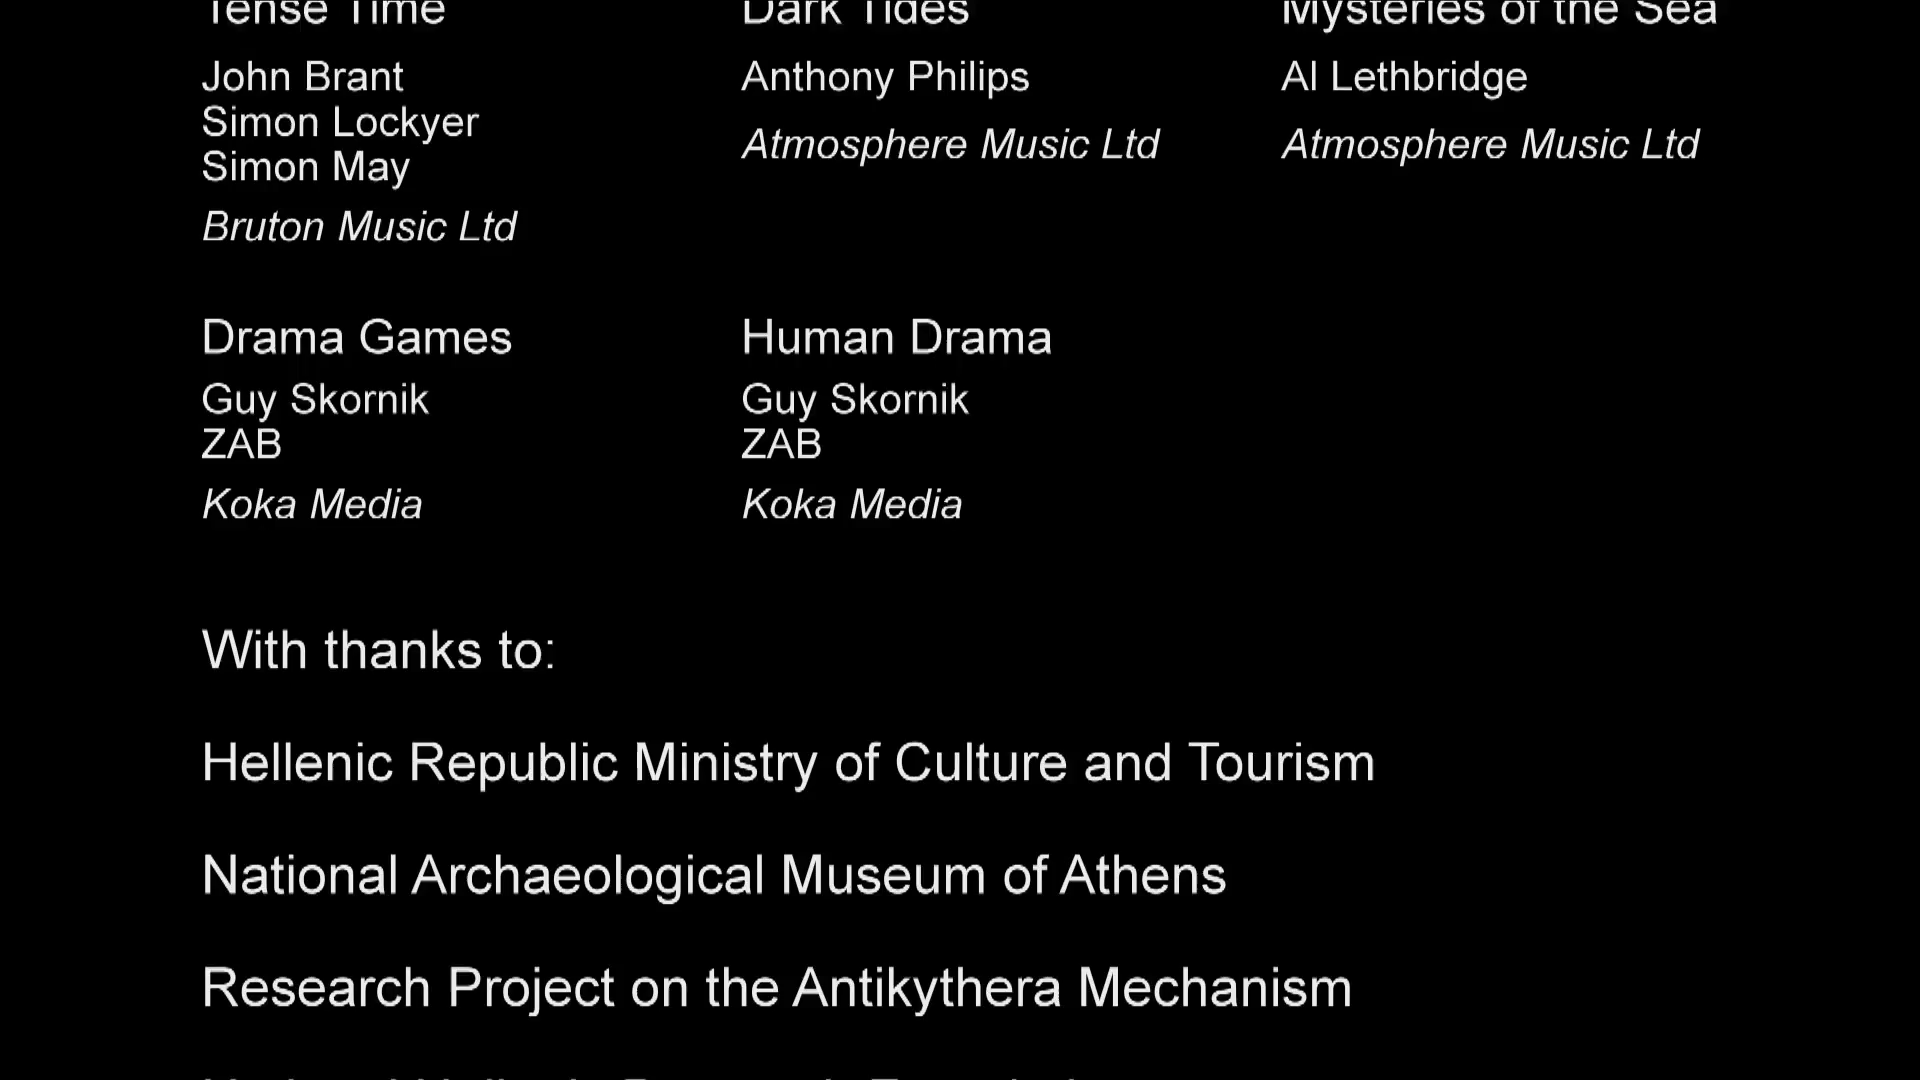 Tense Time
John Brant
Simon Lockyer
Simon May
Bruton Music Ltd
Dark Tides
Anthony Philips
Atmosphere Music Ltd
Mysteries of the Sea
Al Lethbridge
Atmosphere Music Ltd
Drama Games
Guy Skornik
ZAB
Koka Media
Human Drama
Guy Skornik
ZAB
Koka Media
With thanks to:
Hellenic Republic Ministry of Culture and Tourism
National Archaeological Museum of Athens
Research Project on the Antikythera Mechanism